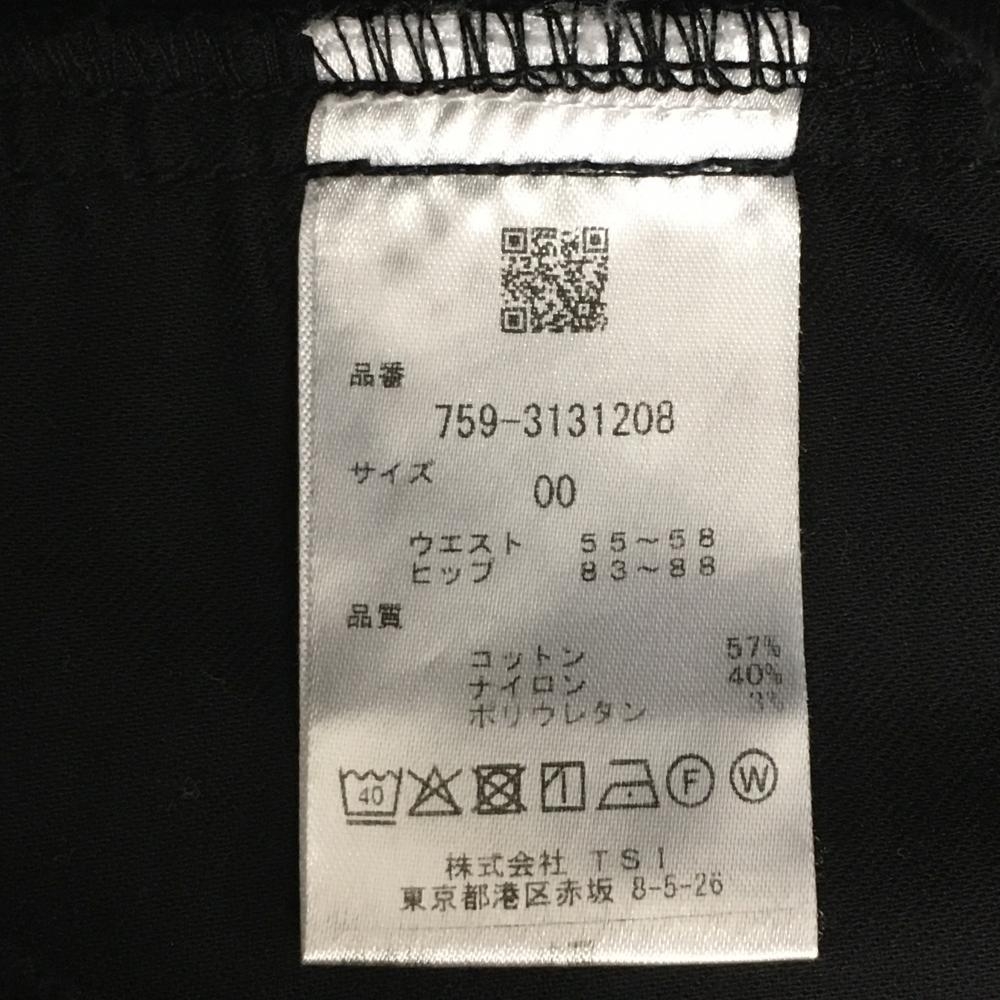 品番
759-3131208
サイズ
00
ウエスト 55～58
ヒップ 83～88
品質
コットン 57%
ナイロン 40%
ポリウレタン 3%
40 F W
株式会社 TSI
東京都港区赤坂 8-5-26